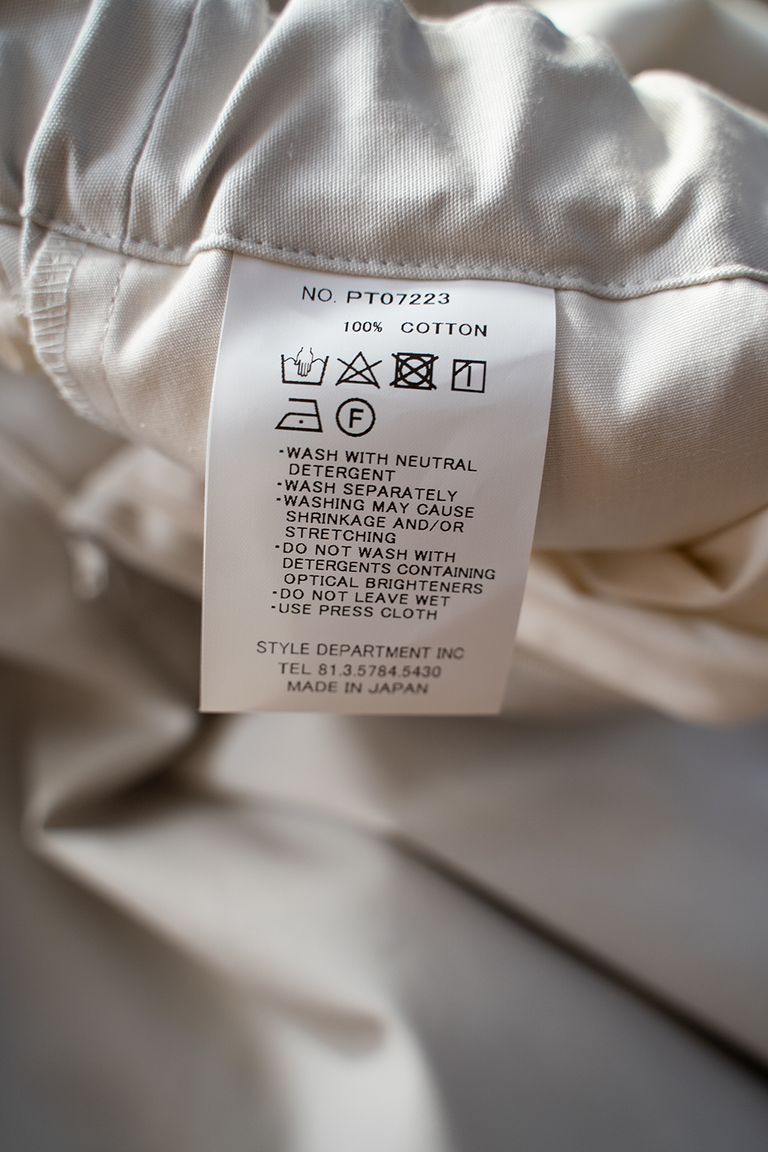 NO. PT07223
100% COTTON
F
·WASH WITH NEUTRAL
DETERGENT
·WASH SEPARATELY
·WASHING MAY CAUSE
SHRINKAGE AND/OR
STRETCHING
·DO NOT WASH WITH
DETERGENTS CONTAINING
OPTICAL BRIGHTENERS
·DO NOT LEAVE WET
·USE PRESS CLOTH
STYLE DEPARTMENT INC
TEL 81.3.5784.5430
MADE IN JAPAN